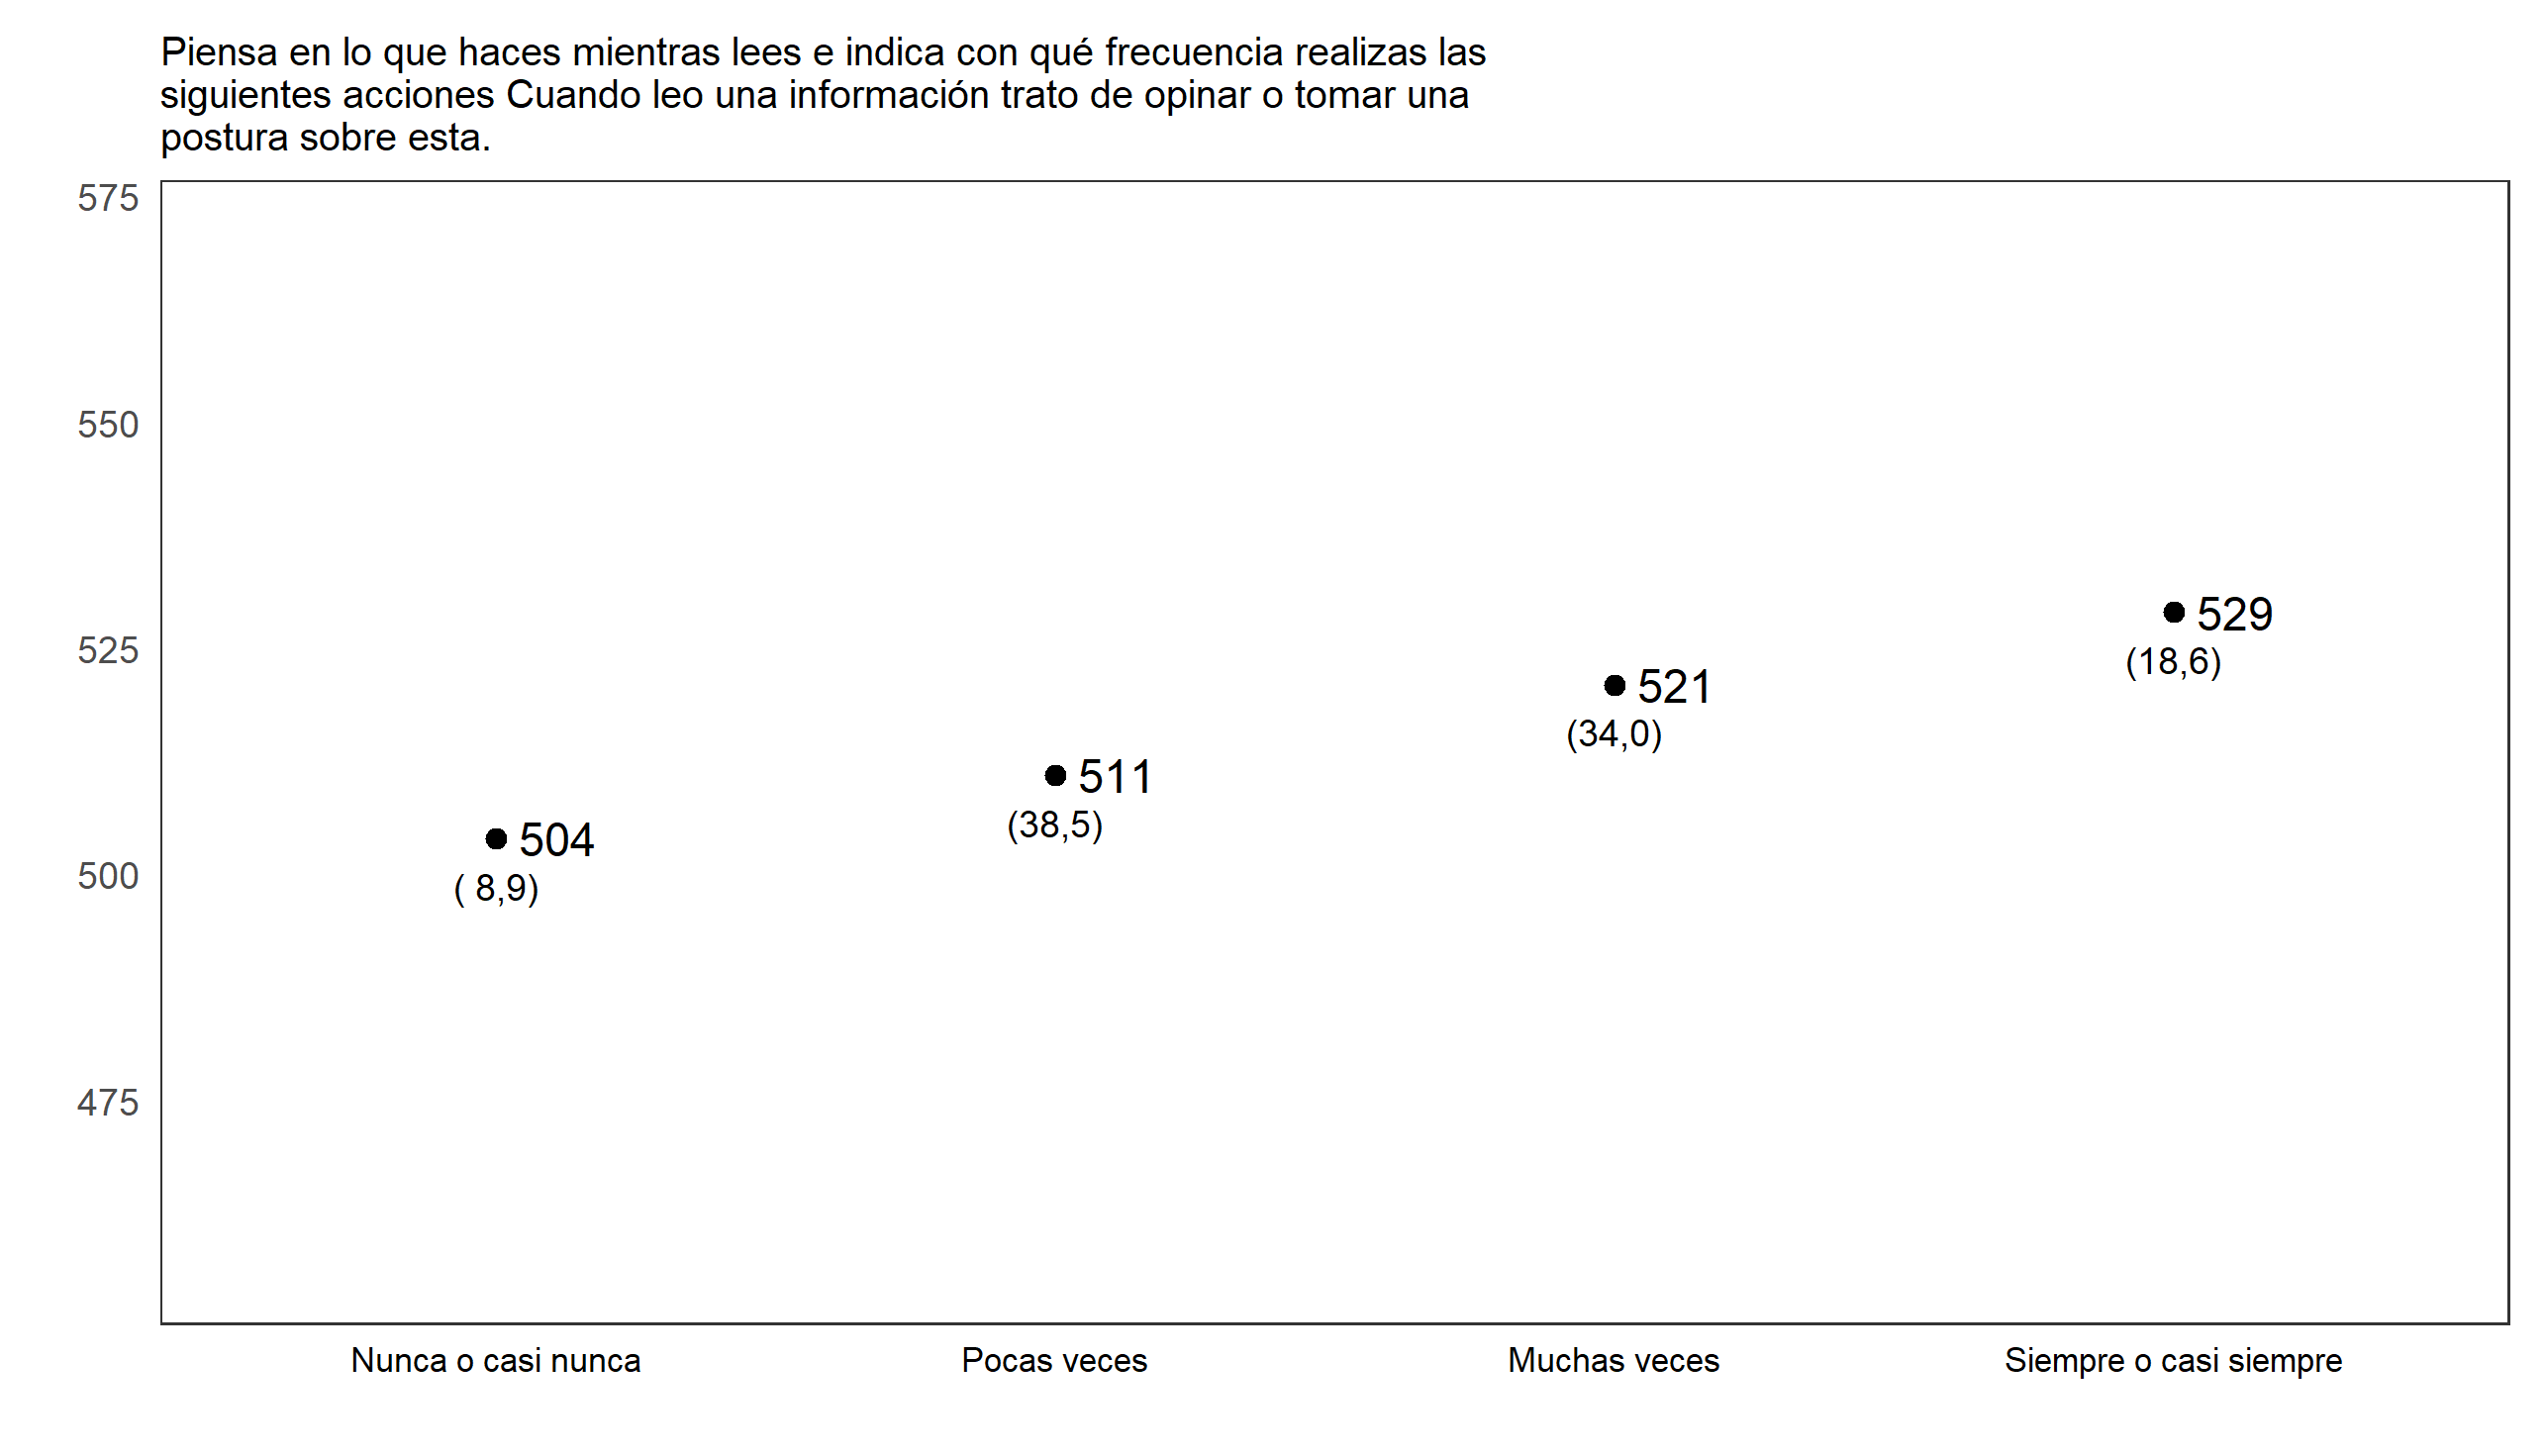 Piensa en lo que haces mientras lees e indica con qué frecuencia realizas las
siguientes acciones Cuando leo una información trato de opinar o tomar una
postura sobre esta.
575
550
525
500
475
529
(18,6)
521
(34,0)
511
(38,5)
504
( 8,9)
Nunca o casi nunca
Pocas veces
Muchas veces
Siempre o casi siempre